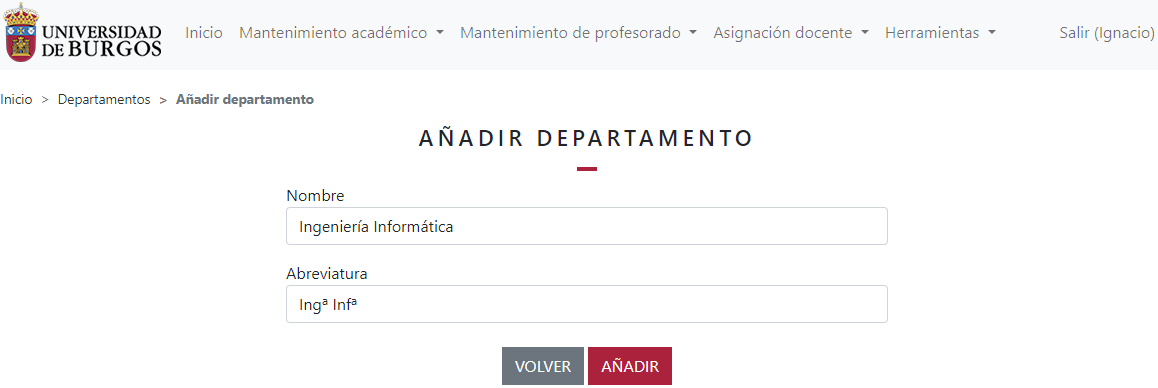 UNIVERSIDAD
DE BURGOS
Inicio Mantenimiento académico Mantenimiento de profesorado Asignación docente Herramientas Salir (Ignacio)
Inicio > Departamentos > Añadir departamento
AÑADIR DEPARTAMENTO
Nombre
Ingeniería Informática
Abreviatura
Ingª Infª
VOLVER AÑADIR